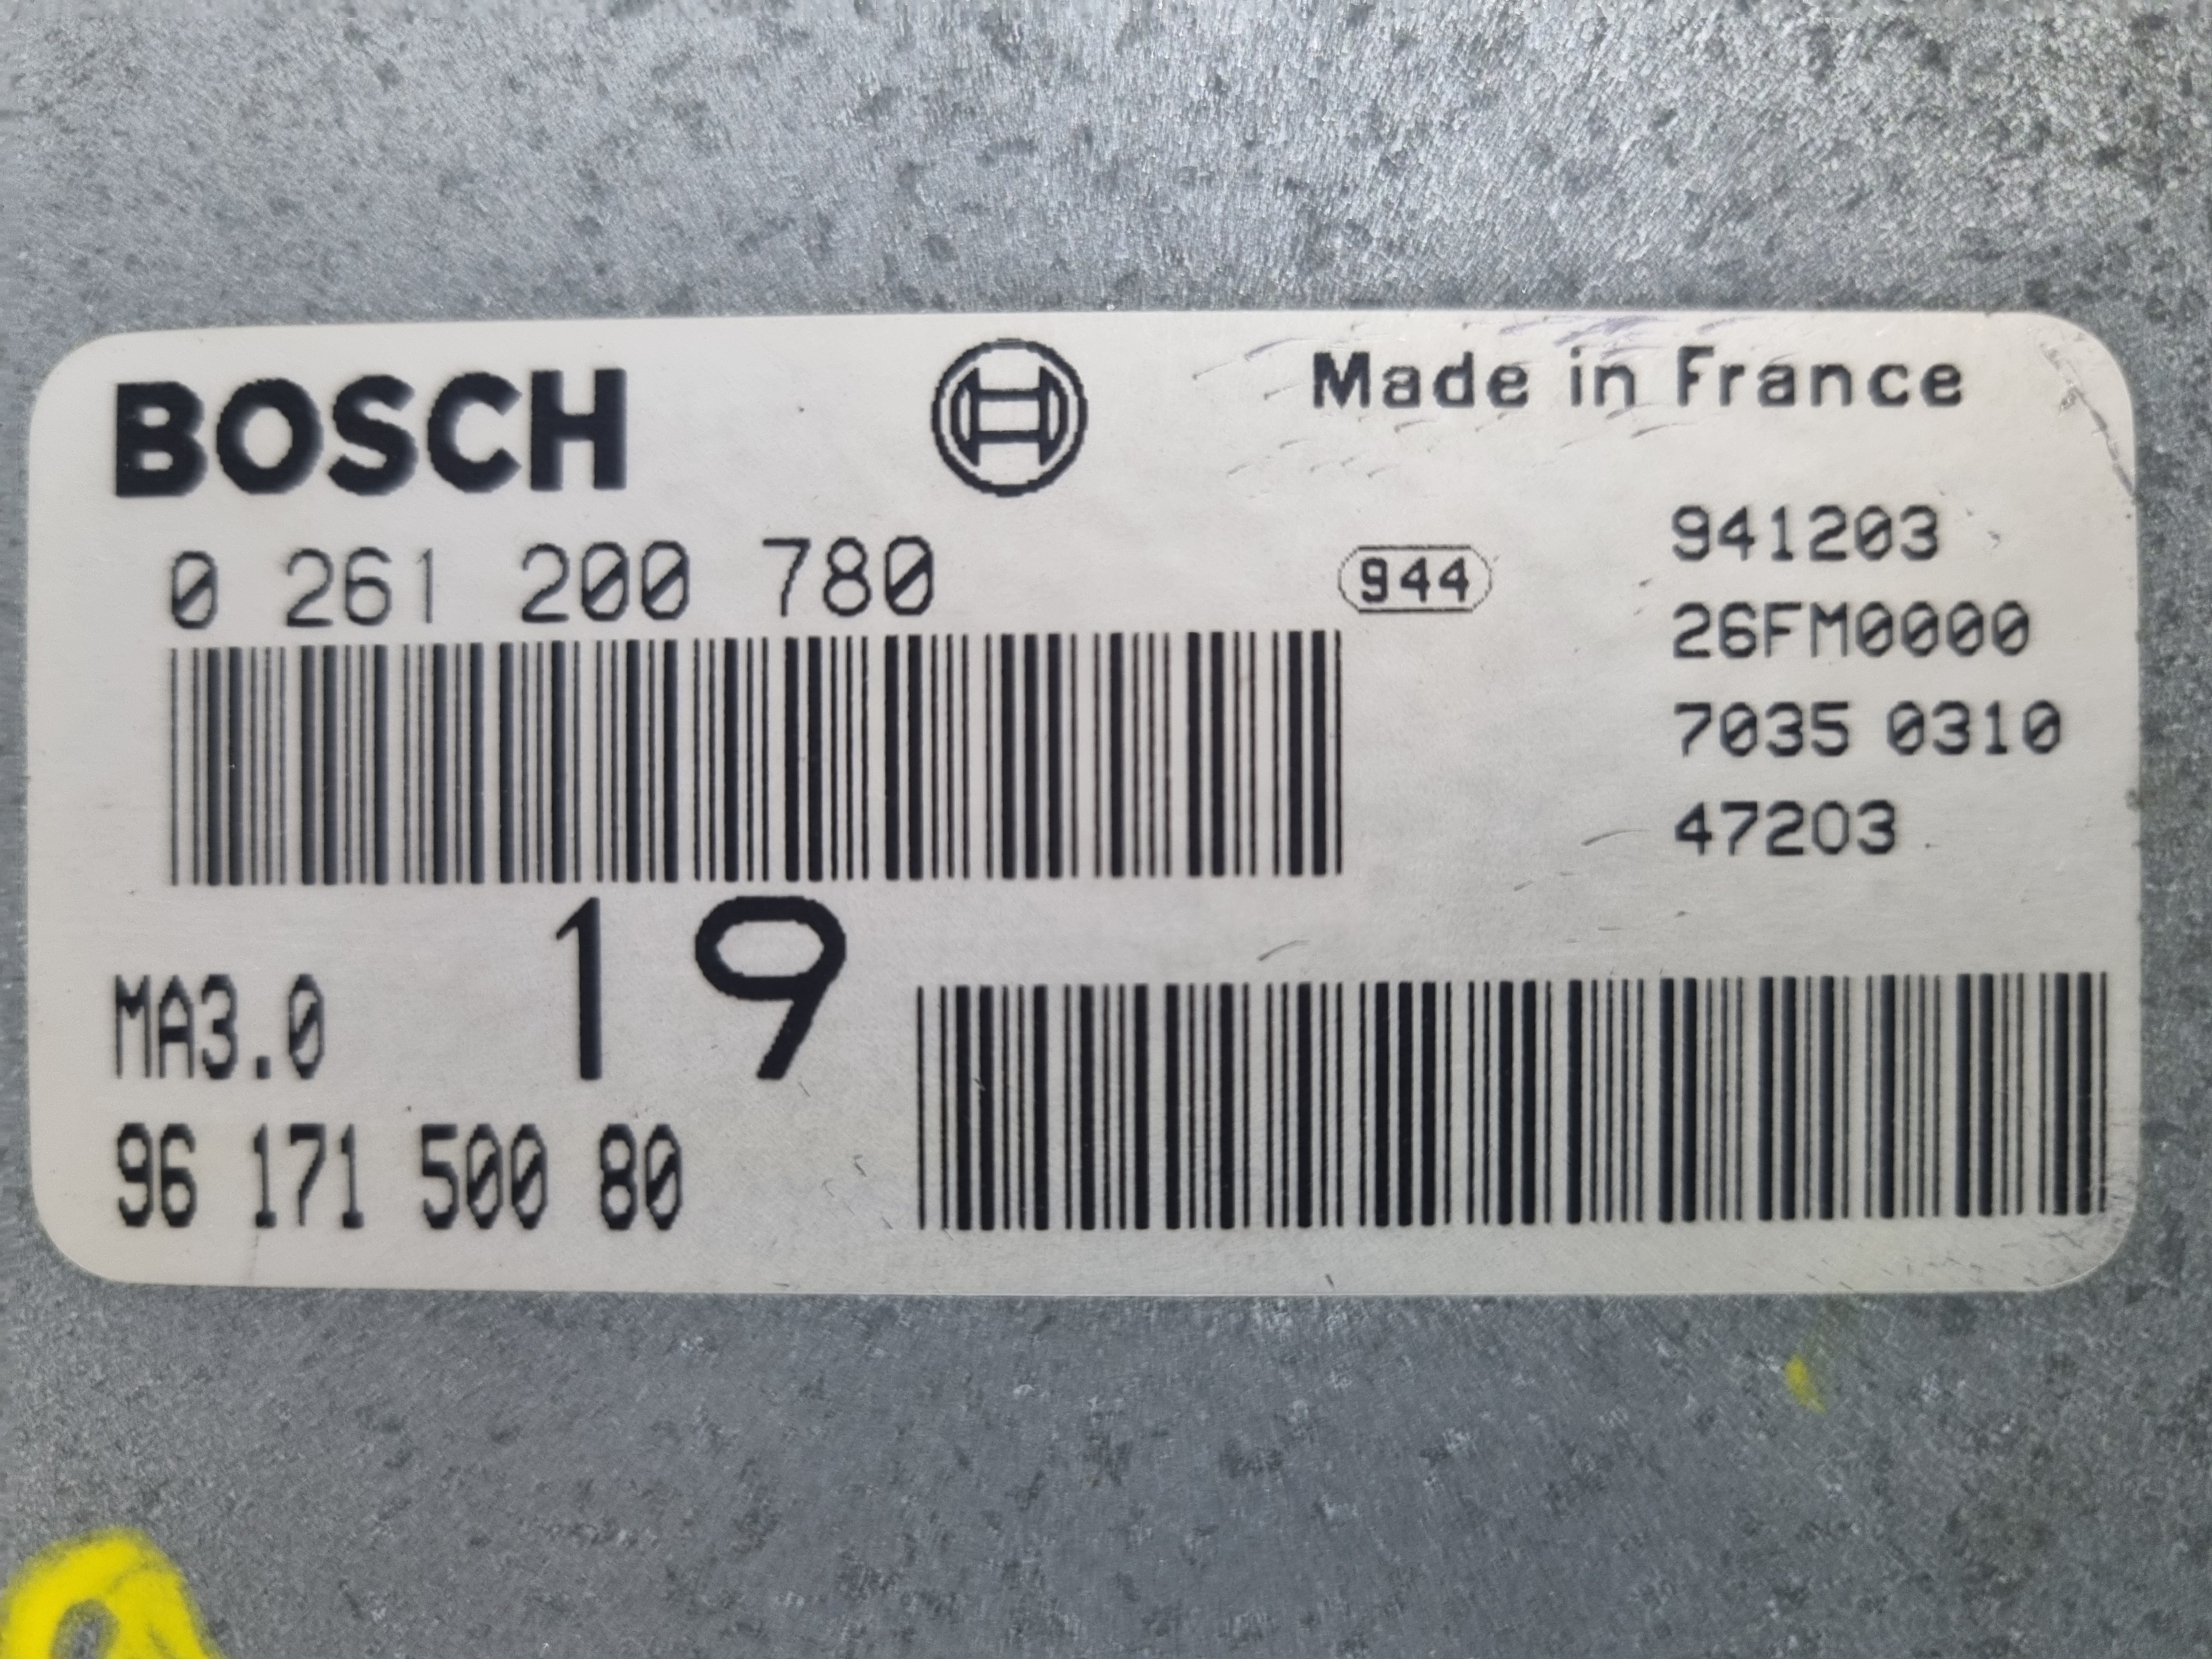 BOSCH
Made in France
0 261 200 780
944
941203
26FM0000
7035 0310
47203
MA3.0
19
96 171 500 80